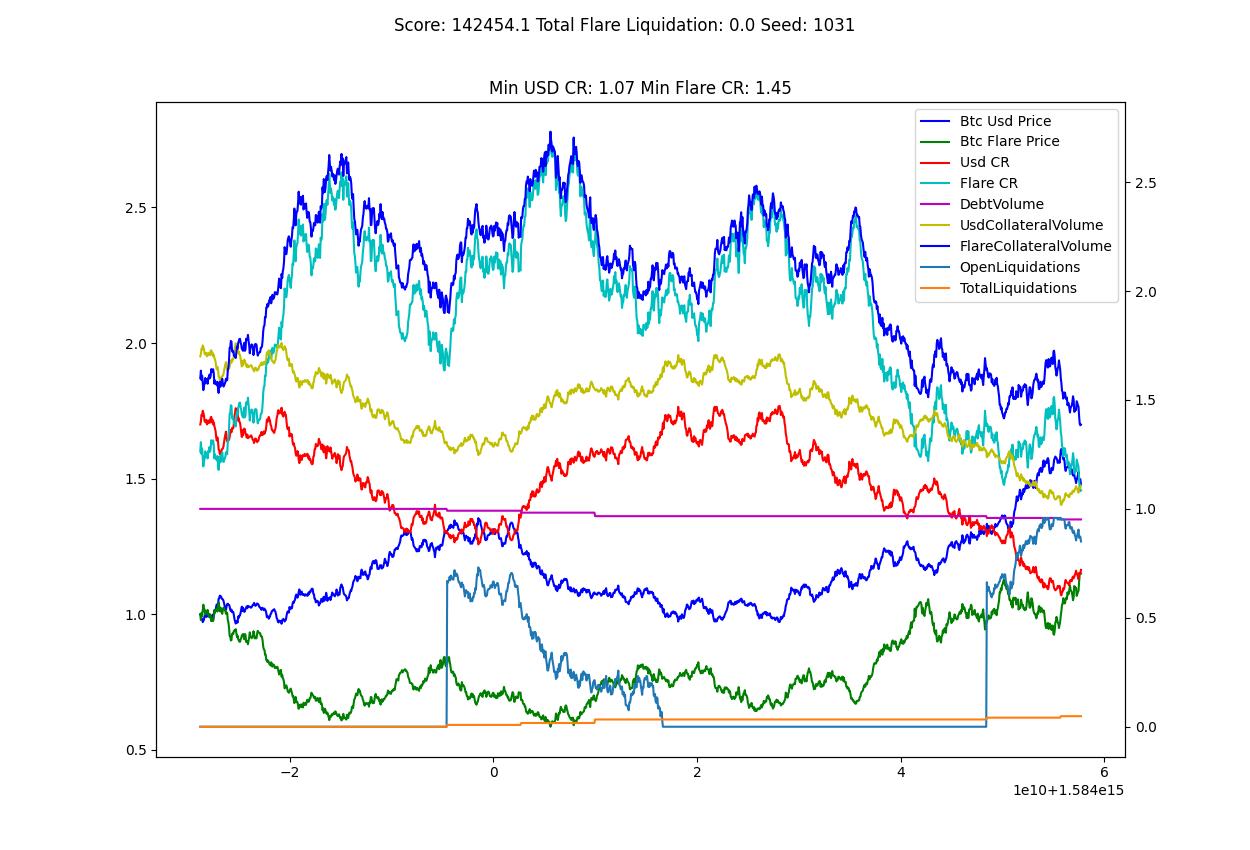 Score: 142454.1 Total Flare Liquidation: 0.0 Seed: 1031
Min USD CR: 1.07 Min Flare CR: 1.45
Btc Usd Price
Btc Flare Price
Usd CR
Flare CR
DebtVolume
UsdCollateralVolume
FlareCollateralVolume
OpenLiquidations
TotalLiquidations
2.5
2.0
1.5
1.0
0.5
2.5
2.0
1.5
1.0
0.5
0.0
−2 0 2 4 6
1e10+1.584e15